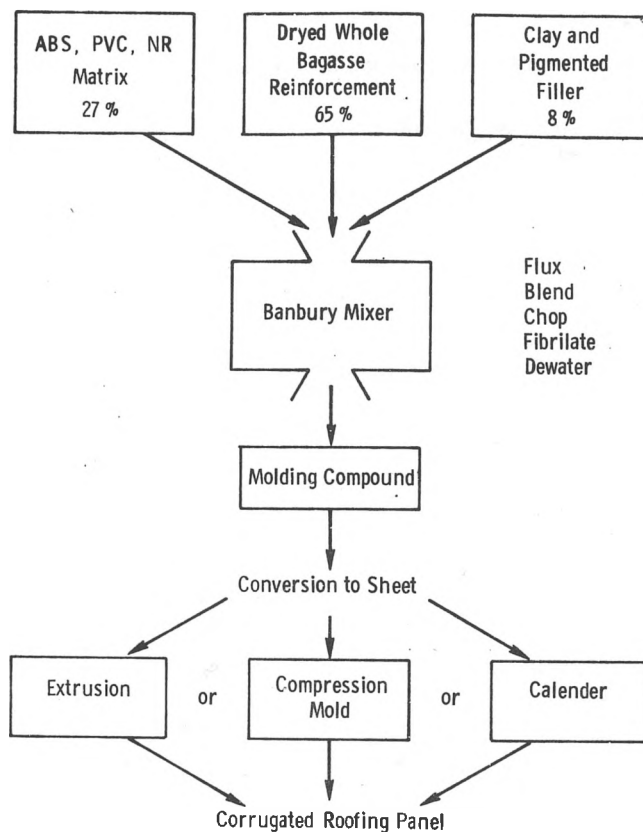 ABS, PVC, NR
Matrix
27 %
Dryed Whole
Bagasse
Reinforcement
65 %
Clay and
Pigmented
Filler
8 %
Banbury Mixer
Flux
Blend
Chop
Fibrilate
Dewater
Molding Compound
Conversion to Sheet
Extrusion
or
Compression
Mold
or
Calender
Corrugated Roofing Panel